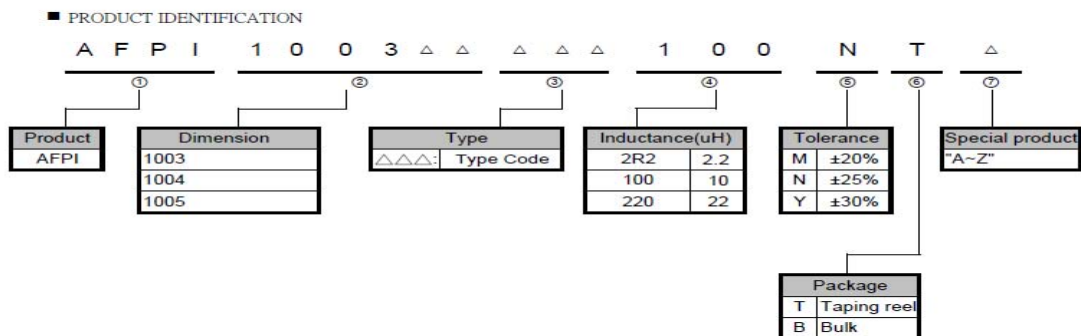 ■ PRODUCT IDENTIFICATION
A F P I 1 0 0 3 △ △ △ △ △ 1 0 0 N T △
① ② ③ ④ ⑤ ⑥ ⑦
Product Dimension Type Inductance(uH) Tolerance Special product
AFPI 1003 △△△: Type Code 2R2 2.2 M ±20% "A~Z"
1004 100 10 N ±25%
1005 220 22 Y ±30%
Package
T Taping reel
B Bulk